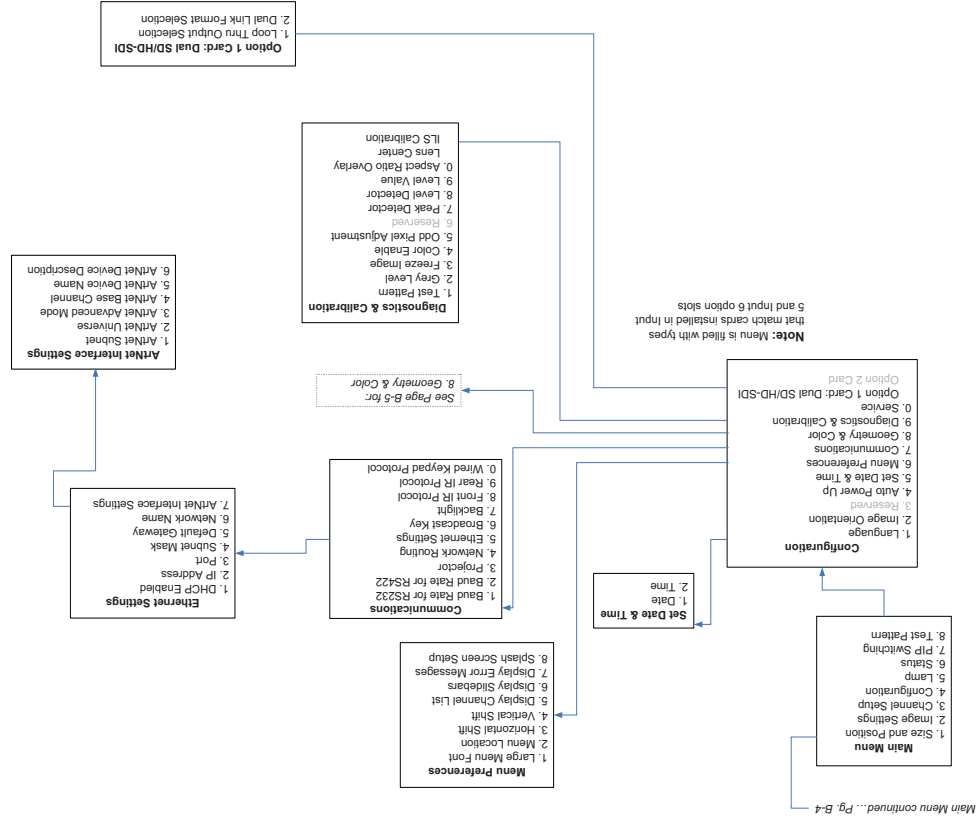 Main Menu continued... Pg. B-4
Main Menu
1. Size and Position
2. Image Settings
3, Channel Setup
4. Configuration
5. Lamp
6. Status
7. PIP Switching
8. Test Pattern
Configuration
1. Language
2. Image Orientation
3. Reserved
4. Auto Power Up
5. Set Date & Time
6. Menu Preferences
7. Communications
8. Geometry & Color
9. Diagnostics & Calibration
0. Service
Option 1 Card: Dual SD/HD-SDI
Option 2 Card
Note: Menu is filled with types
that match cards installed in Input
5 and Input 6 option slots
Set Date & Time
1. Date
2. Time
Menu Preferences
1. Large Menu Font
2. Menu Location
3. Horizontal Shift
4. Vertical Shift
5. Display Channel List
6. Display Slidebars
7. Display Error Messages
8. Splash Screen Setup
Communications
1. Baud Rate for RS232
2. Baud Rate for RS422
3. Projector
4. Network Routing
5. Ethernet Settings
6. Broadcast Key
7. Backlight
8. Front IR Protocol
9. Rear IR Protocol
0. Wired Keypad Protocol
See Page B-5 for:
8. Geometry & Color
Diagnostics & Calibration
1. Test Pattern
2. Grey Level
3. Freeze Image
4. Color Enable
5. Odd Pixel Adjustment
6. Reserved
7. Peak Detector
8. Level Detector
9. Level Value
0. Aspect Ratio Overlay
Lens Center
ILS Calibration
Ethernet Settings
1. DHCP Enabled
2. IP Address
3. Port
4. Subnet Mask
5. Default Gateway
6. Network Name
7. ArtNet Interface Settings
ArtNet Interface Settings
1. ArtNet Subnet
2. ArtNet Universe
3. ArtNet Advanced Mode
4. ArtNet Base Channel
5. ArtNet Device Name
6. ArtNet Device Description
Option 1 Card: Dual SD/HD-SDI
1. Loop Thru Output Selection
2. Dual Link Format Selection